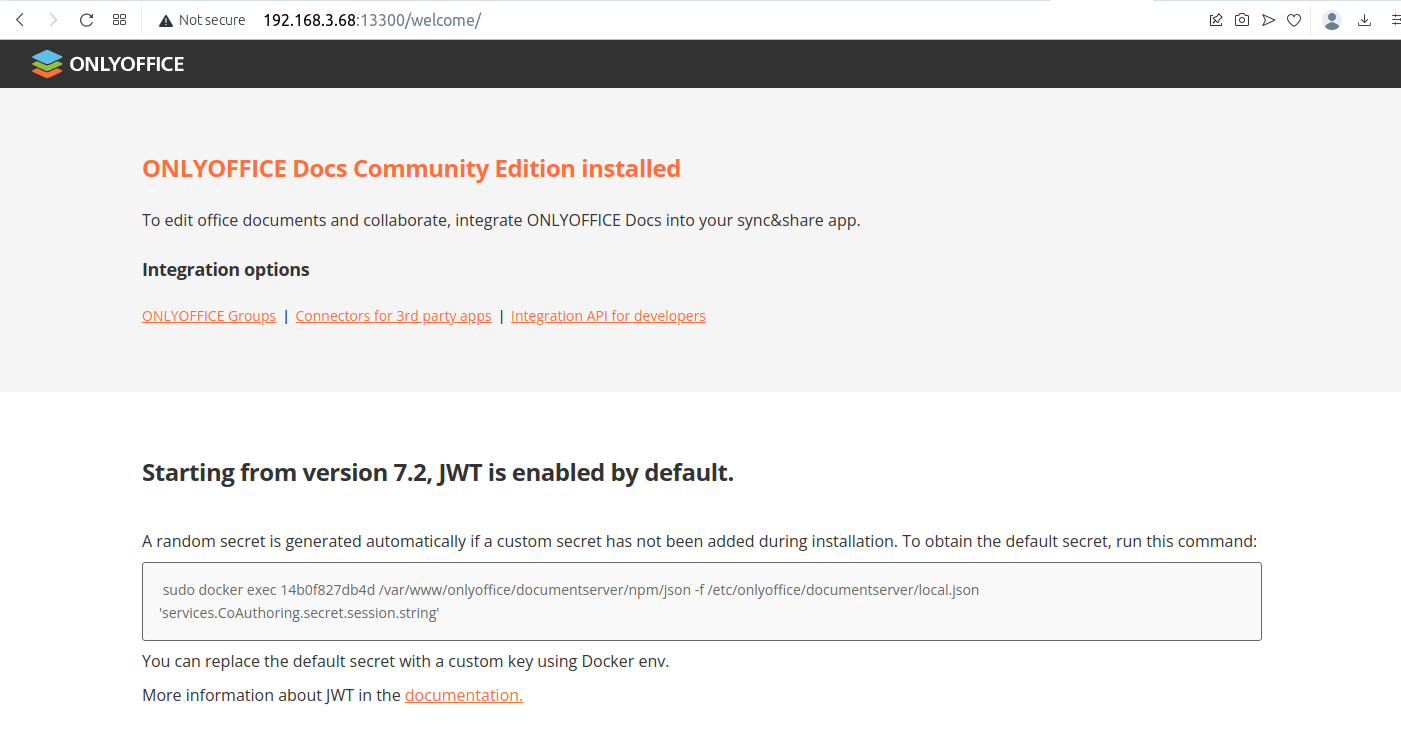 Not secure 192.168.3.68:13300/welcome/
ONLYOFFICE
ONLYOFFICE Docs Community Edition installed
To edit office documents and collaborate, integrate ONLYOFFICE Docs into your sync&share app.
Integration options
ONLYOFFICE Groups | Connectors for 3rd party apps | Integration API for developers
Starting from version 7.2, JWT is enabled by default.
A random secret is generated automatically if a custom secret has not been added during installation. To obtain the default secret, run this command:
sudo docker exec 14b0f827db4d /var/www/onlyoffice/documentserver/npm/json -f /etc/onlyoffice/documentserver/local.json
'services.CoAuthoring.secret.session.string'
You can replace the default secret with a custom key using Docker env.
More information about JWT in the documentation.